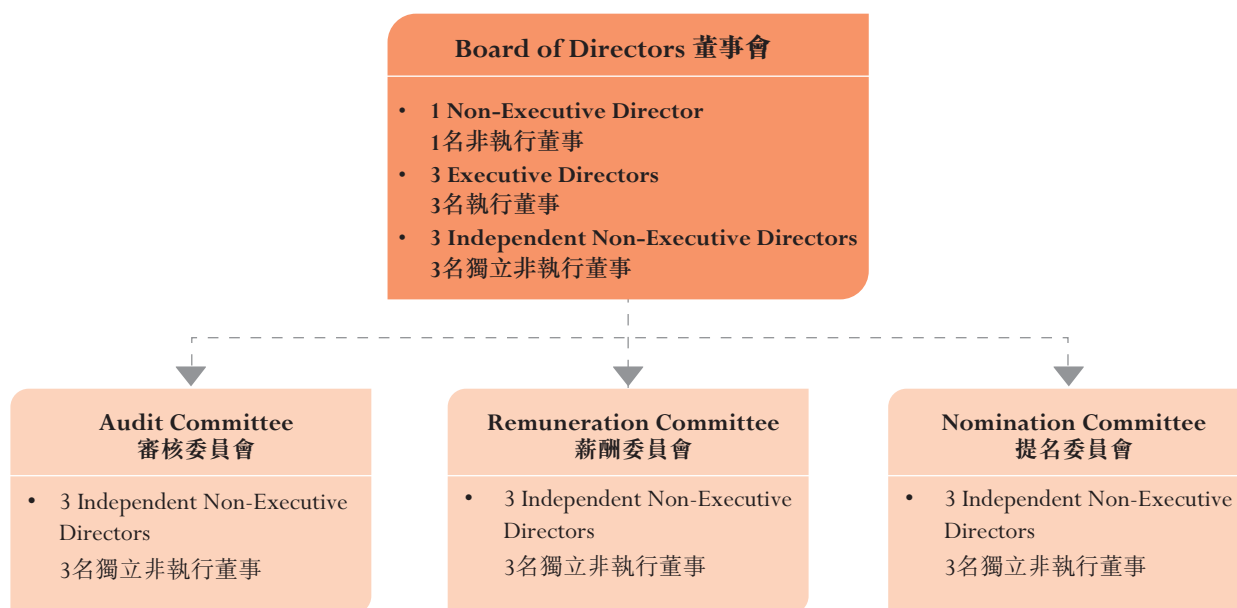 Board of Directors 董事會
• 1 Non-Executive Director
1名非執行董事
• 3 Executive Directors
3名執行董事
• 3 Independent Non-Executive Directors
3名獨立非執行董事
Audit Committee
審核委員會
• 3 Independent Non-Executive
Directors
3名獨立非執行董事
Remuneration Committee
薪酬委員會
• 3 Independent Non-Executive
Directors
3名獨立非執行董事
Nomination Committee
提名委員會
• 3 Independent Non-Executive
Directors
3名獨立非執行董事